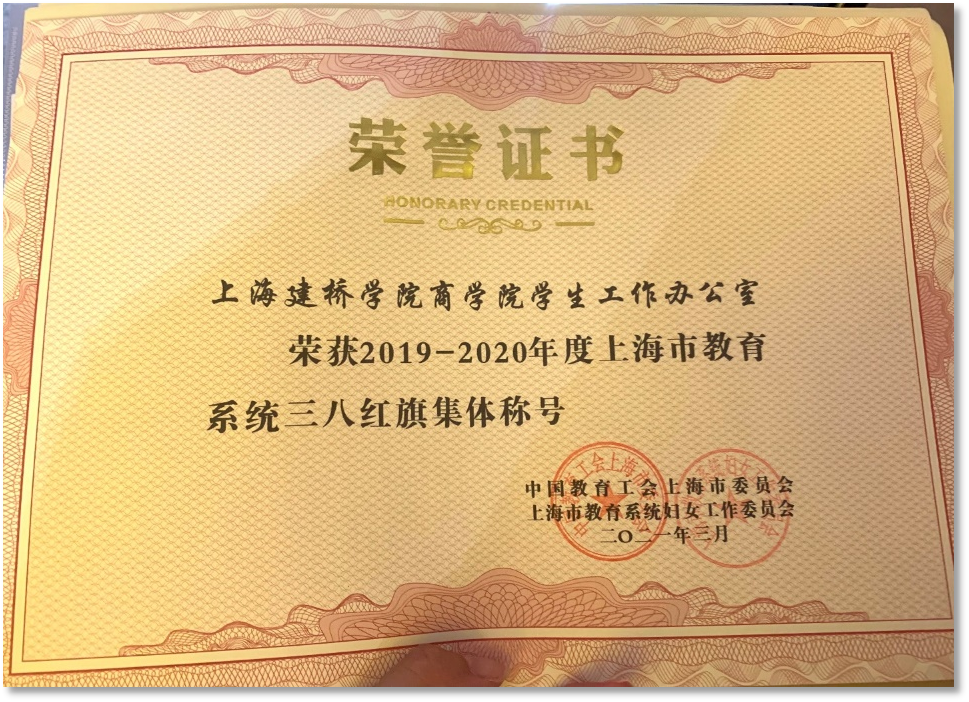 荣誉证书
HONORARY CREDENTIAL
上海建桥学院商学院学生工作办公室
荣获2019-2020年度上海市教育
系统三八红旗集体称号
中国教育工会上海市委员会
上海市教育系统妇女工作委员会
二〇二一年三月